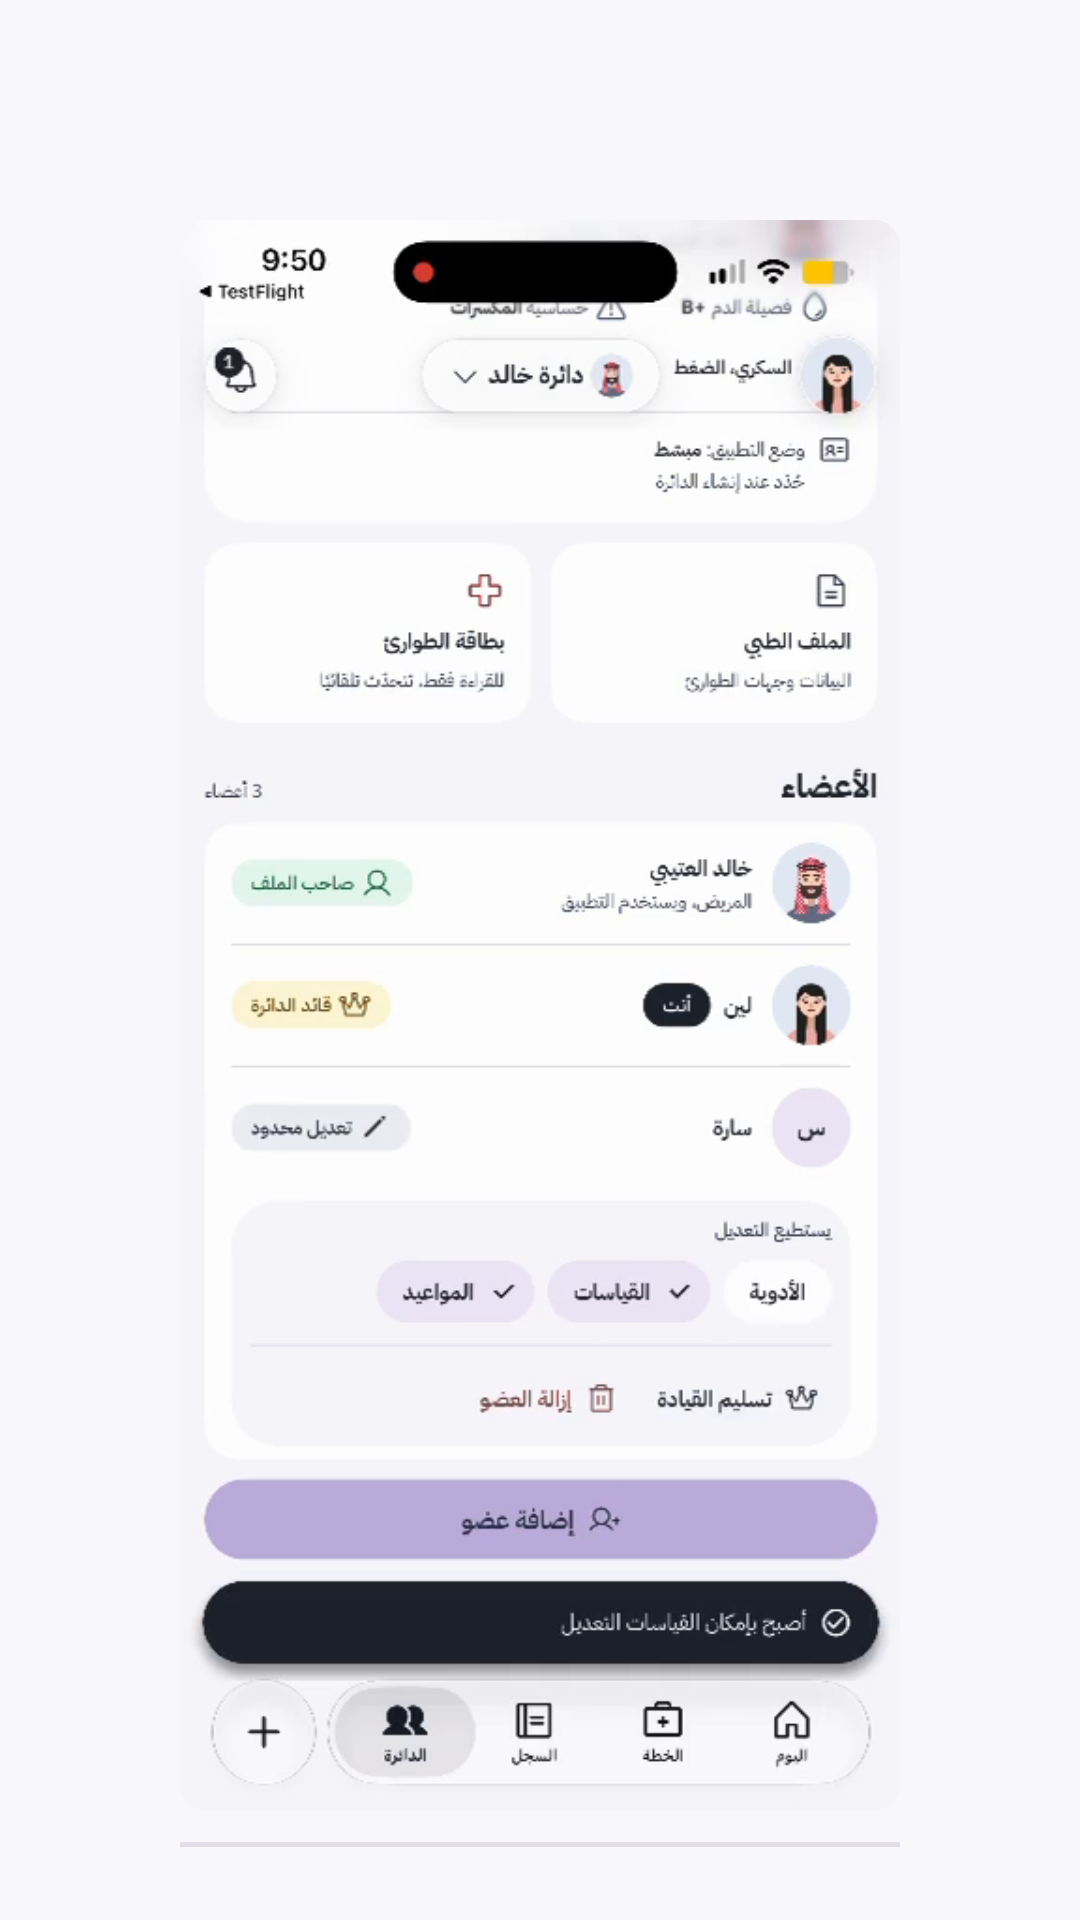 9:50
TestFlight
فصيلة الدم B+
حساسية المكسرات
السكري، الضغط
دائرة خالد
1
وضع التطبيق: مبسّط
حُدّد عند إنشاء الدائرة
الملف الطبي
البيانات وجهات الطوارئ
بطاقة الطوارئ
للقراءة فقط، تتحدّث تلقائيًا
الأعضاء
3 أعضاء
خالد العتيبي
المريض، ويستخدم التطبيق
صاحب الملف
لين
أنت
قائد الدائرة
س
سارة
تعديل محدود
يستطيع التعديل
الأدوية
القياسات
المواعيد
تسليم القيادة
إزالة العضو
إضافة عضو
أصبح بإمكان القياسات التعديل
اليوم
الخطة
السجل
الدائرة